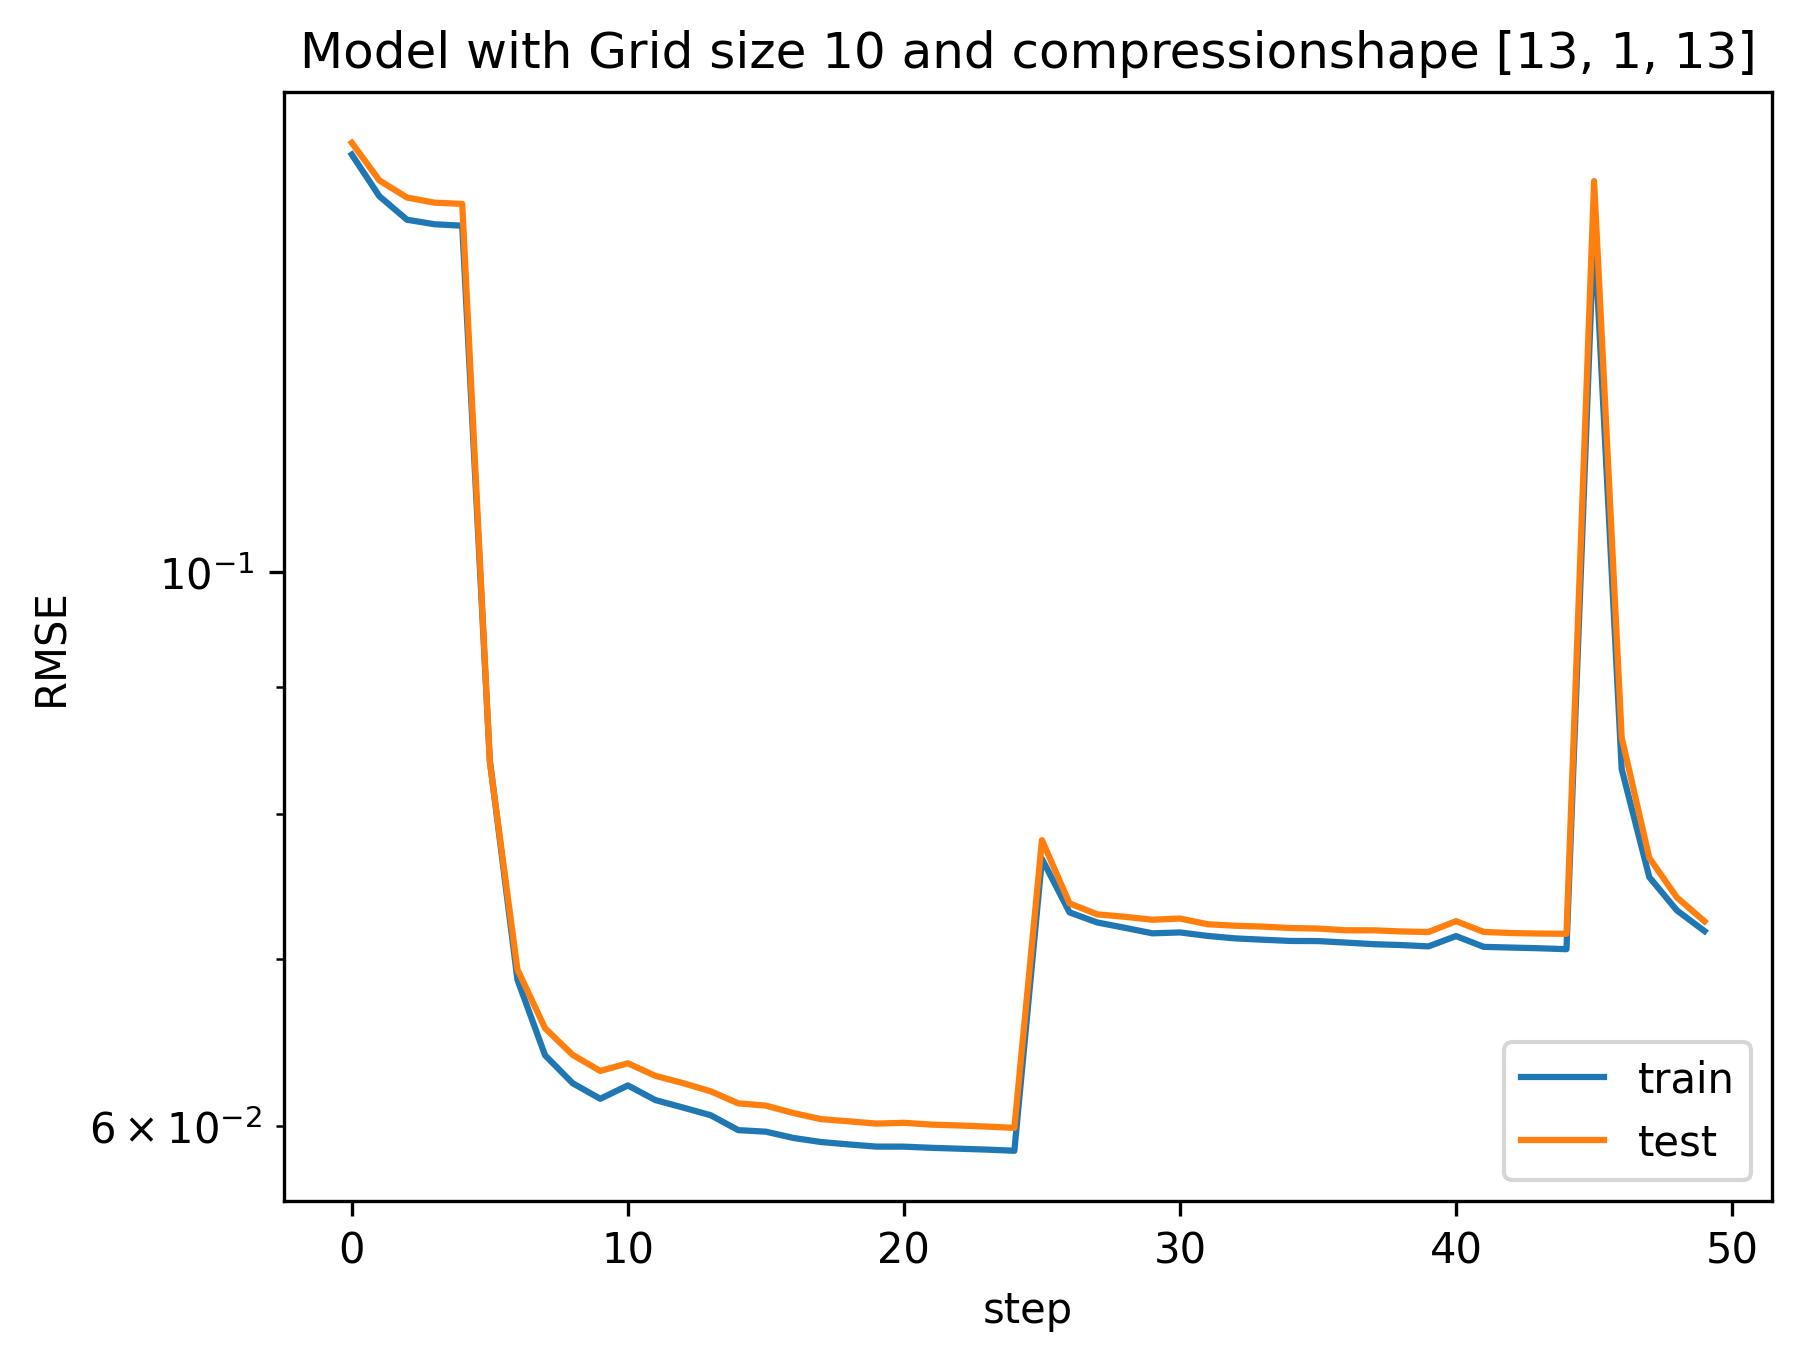 Model with Grid size 10 and compressionshape [13, 1, 13]
RMSE
10⁻¹
6 × 10⁻²
0 10 20 30 40 50
step
train
test